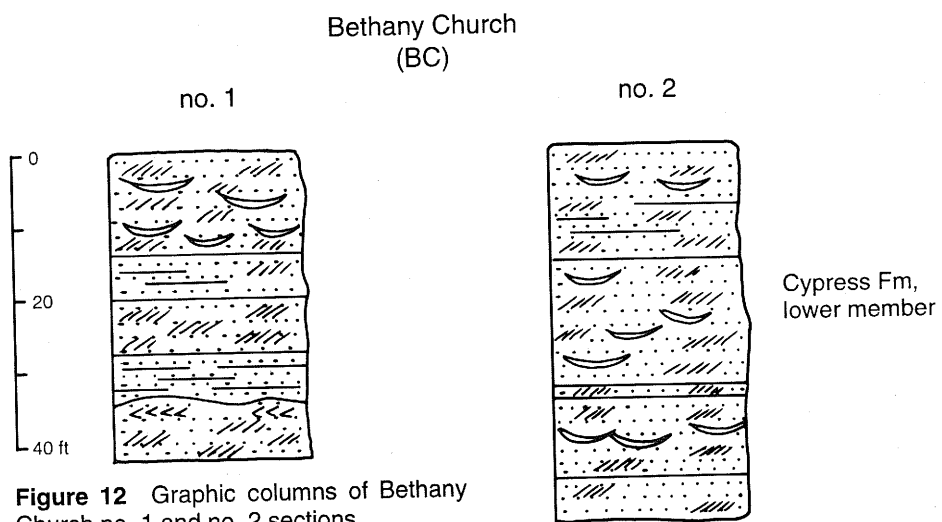 Bethany Church
(BC)
no. 1
no. 2
0
20
40 ft
Cypress Fm,
lower member
Figure 12 Graphic columns of Bethany
Church no. 1 and no. 2 sections